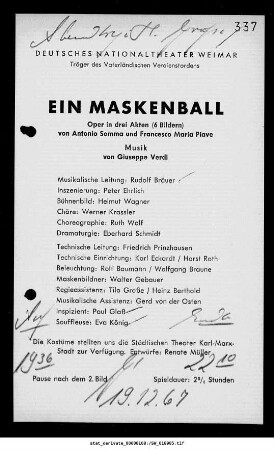 337
DEUTSCHES NATIONALTHEATER WEIMAR
Träger des Vaterländischen Verdienstordens
EIN MASKENBALL
Oper in drei Akten (6 Bildern)
von Antonio Somma und Francesco Maria Piave
Musik
von Giuseppe Verdi
Musikalische Leitung: Rudolf Bräuer
Inszenierung: Peter Ehrlich
Bühnenbild: Helmut Wagner
Chöre: Werner Krassler
Choreographie: Ruth Wolf
Dramaturgie: Eberhard Schmidt
Technische Leitung: Friedrich Prinzhausen
Technische Einrichtung: Karl Eckardt / Horst Roth
Beleuchtung: Rolf Baumann / Wolfgang Braune
Maskenbildner: Walter Gebauer
Regieassistenz: Tilo Große / Heinz Berthold
Musikalische Assistenz: Gerd von der Osten
Inspizient: Paul Glaß
Souffleuse: Eva König
Ende
Die Kostüme stellten uns die Städtischen Theater Karl-Marx-
Stadt zur Verfügung. Entwürfe: Renate Müller
19 36
22 10
Pause nach dem 2. Bild
Spieldauer: 2¾ Stunden
19.12.67